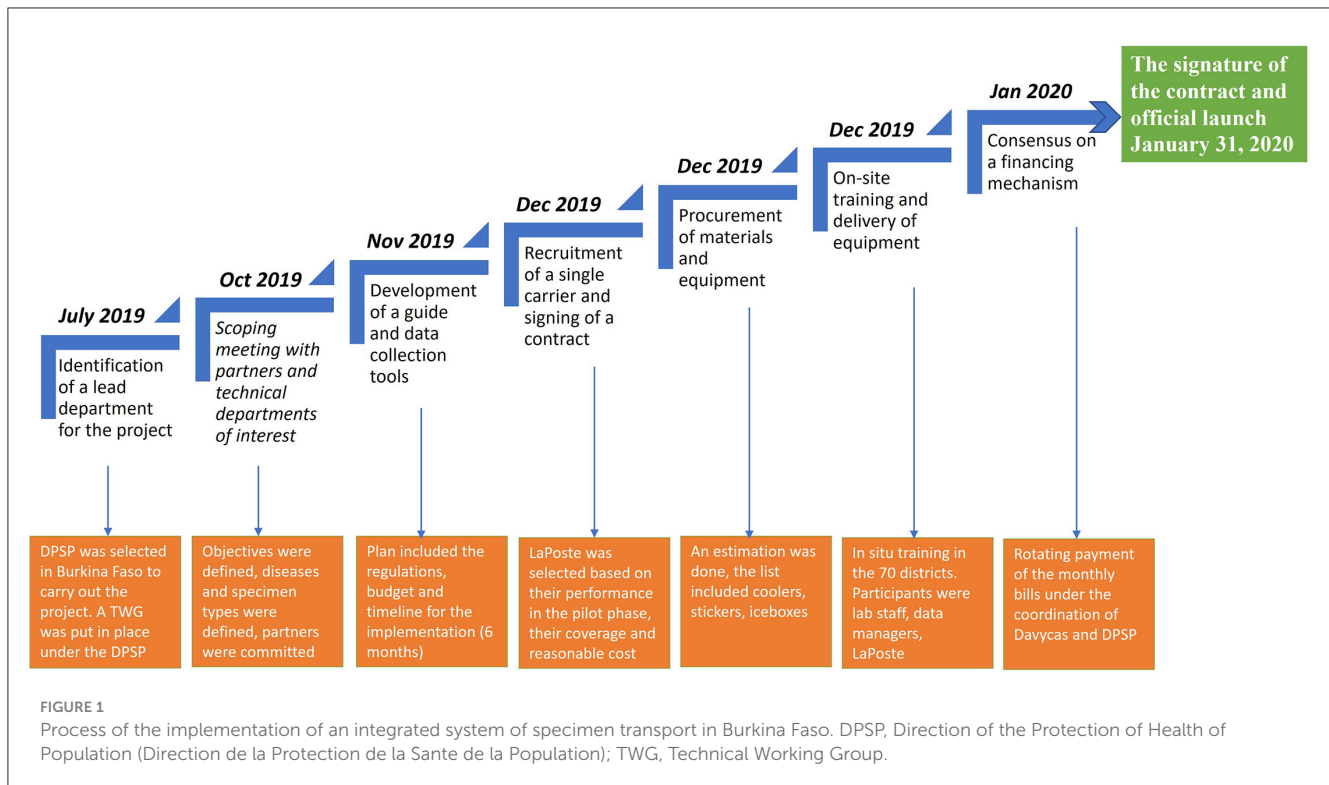 July 2019
Identification
of a lead
department
for the project
Oct 2019
Scoping
meeting with
partners and
technical
departments
of interest
Nov 2019
Development
of a guide
and data
collection
tools
Dec 2019
Recruitment
of a single
carrier and
signing of a
contract
Dec 2019
Procurement
of materials
and
equipment
Dec 2019
On-site
training and
delivery of
equipment
Jan 2020
Consensus on
a financing
mechanism
The signature of
the contract and
official launch
January 31, 2020
DPSP was selected
in Burkina Faso to
carry out the
project. A TWG
was put in place
under the DPSP
Objectives were
defined, diseases
and specimen
types were
defined, partners
were committed
Plan included the
regulations,
budget and
timeline for the
implementation (6
months)
LaPoste was
selected based on
their performance
in the pilot phase,
their coverage and
reasonable cost
An estimation was
done, the list
included coolers,
stickers, iceboxes
In situ training in
the 70 districts.
Participants were
lab staff, data
managers,
LaPoste
Rotating payment
of the monthly
bills under the
coordination of
Davycas and DPSP
FIGURE 1
Process of the implementation of an integrated system of specimen transport in Burkina Faso. DPSP, Direction of the Protection of Health of
Population (Direction de la Protection de la Sante de la Population); TWG, Technical Working Group.